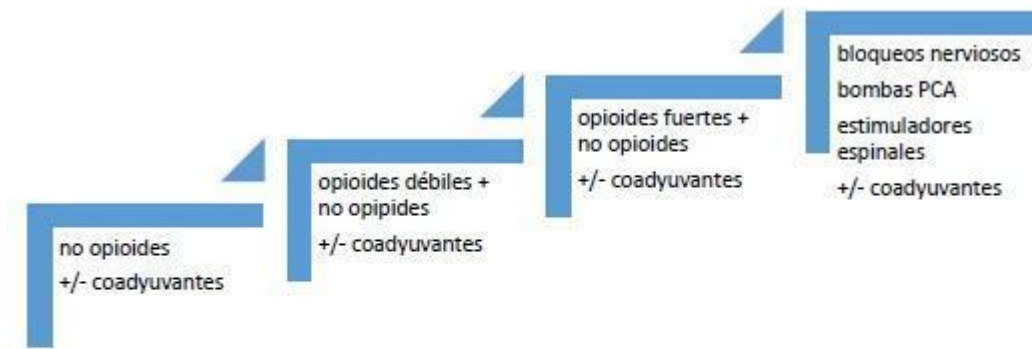 no opioides
+/- coadyuvantes
opioides débiles +
no opipides
+/- coadyuvantes
opioides fuertes +
no opioides
+/- coadyuvantes
bloqueos nerviosos
bombas PCA
estimuladores
espinales
+/- coadyuvantes